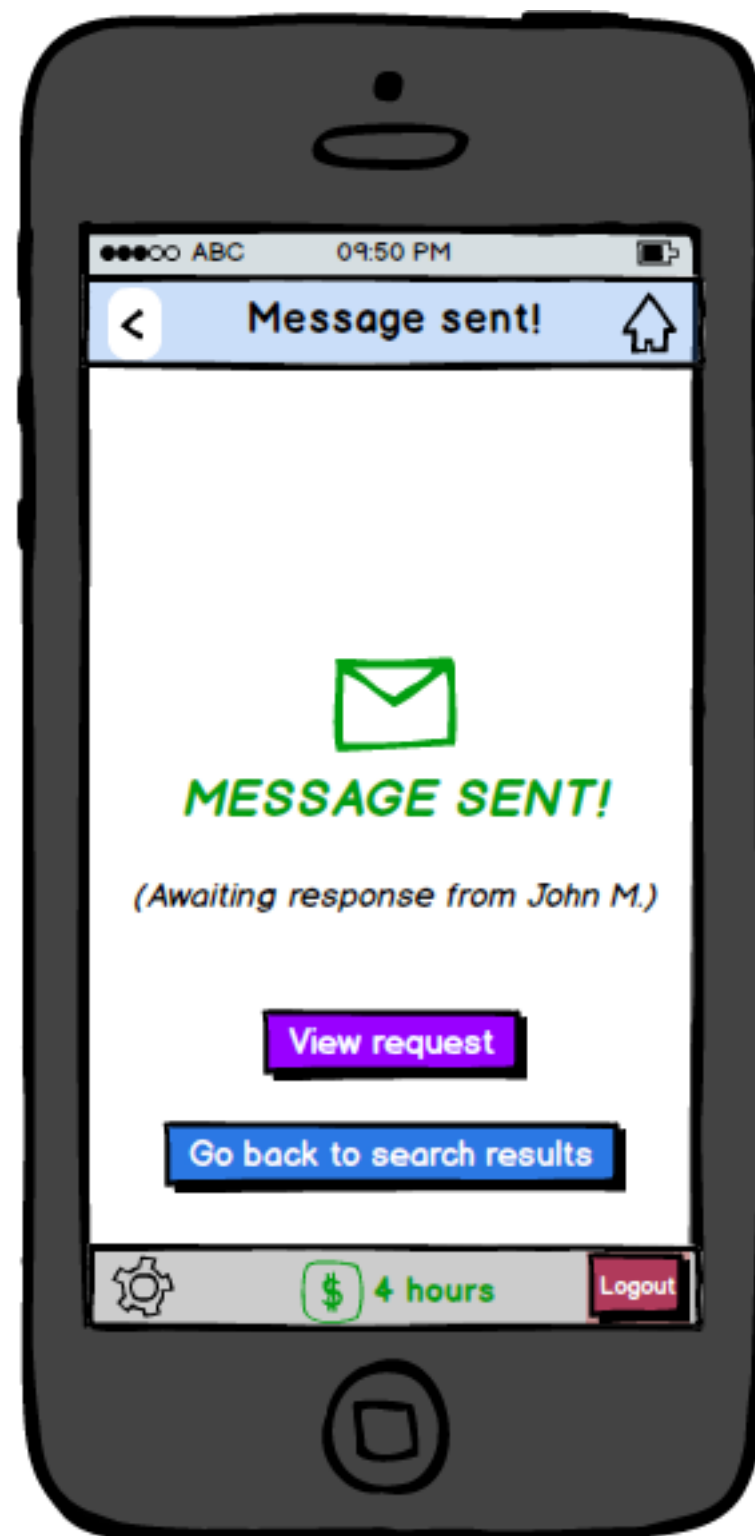 ABC 09:50 PM
< Message sent!
MESSAGE SENT!
(Awaiting response from John M.)
View request
Go back to search results
$ 4 hours Logout